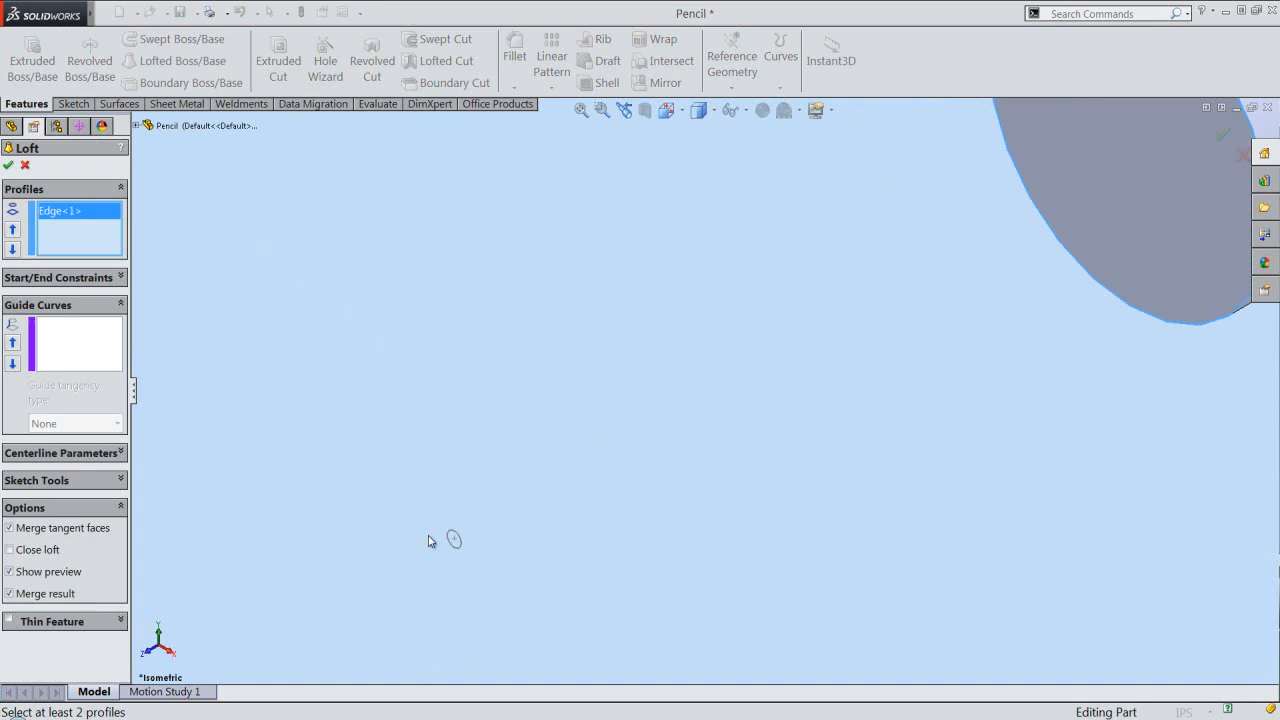 SOLIDWORKS
Pencil *
Search Commands
Extruded Boss/Base
Revolved Boss/Base
Swept Boss/Base
Lofted Boss/Base
Boundary Boss/Base
Extruded Cut
Hole Wizard
Revolved Cut
Swept Cut
Lofted Cut
Boundary Cut
Fillet
Linear Pattern
Rib
Draft
Shell
Wrap
Intersect
Mirror
Reference Geometry
Curves
Instant3D
Features
Sketch
Surfaces
Sheet Metal
Weldments
Data Migration
Evaluate
DimXpert
Office Products
Pencil (Default<<Default>...
Loft
?
Profiles
Edge<1>
Start/End Constraints
Guide Curves
Guide tangency type:
None
Centerline Parameters
Sketch Tools
Options
Merge tangent faces
Close loft
Show preview
Merge result
Thin Feature
Y
Z
X
*Isometric
Model
Motion Study 1
Select at least 2 profiles
Editing Part
IPS